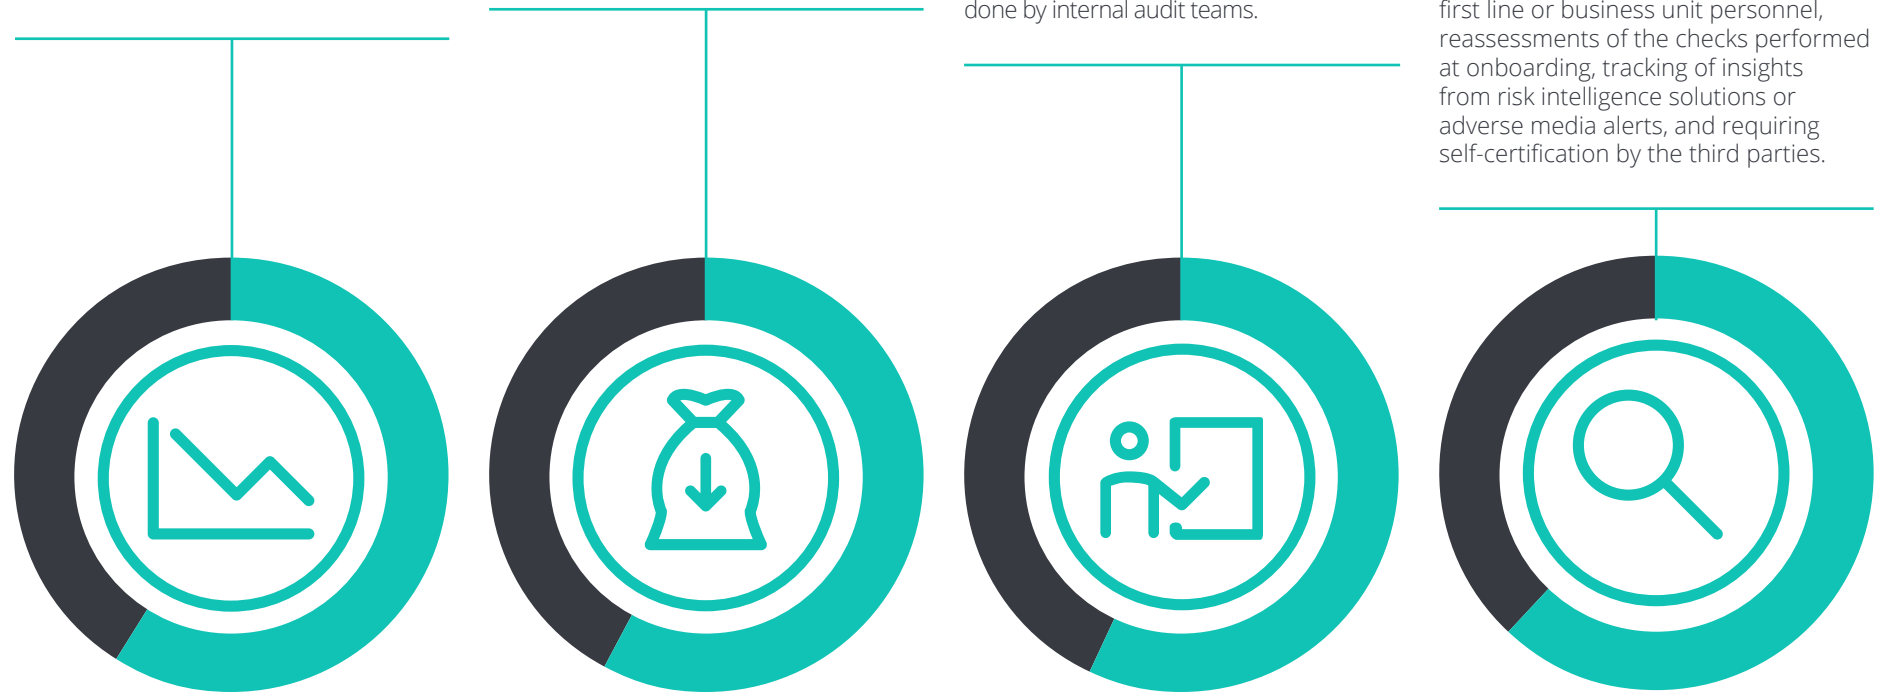 done by internal audit teams.
first line or business unit personnel,
reassessments of the checks performed
at onboarding, tracking of insights
from risk intelligence solutions or
adverse media alerts, and requiring
self-certification by the third parties.